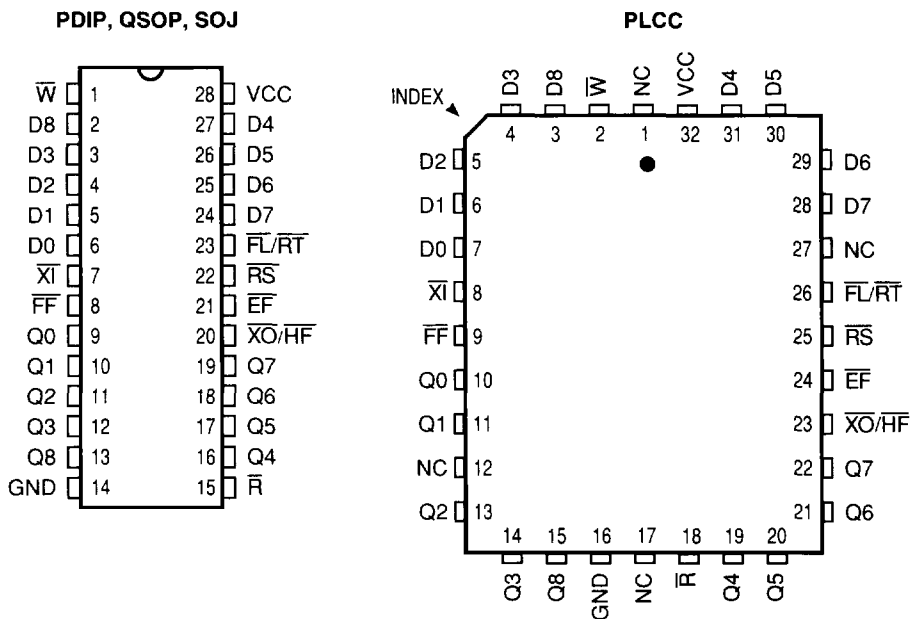 PDIP, QSOP, SOJ
W̅ 1 28 VCC
D8 2 27 D4
D3 3 26 D5
D2 4 25 D6
D1 5 24 D7
D0 6 23 F̅L̅/R̅T̅
X̅I̅ 7 22 R̅S̅
F̅F̅ 8 21 E̅F̅
Q0 9 20 X̅O̅/H̅F̅
Q1 10 19 Q7
Q2 11 18 Q6
Q3 12 17 Q5
Q8 13 16 Q4
GND 14 15 R̅
PLCC
INDEX
D3 D8 W̅ NC VCC D4 D5
4 3 2 1 32 31 30
D2 5 29 D6
D1 6 28 D7
D0 7 27 NC
X̅I̅ 8 26 F̅L̅/R̅T̅
F̅F̅ 9 25 R̅S̅
Q0 10 24 E̅F̅
Q1 11 23 X̅O̅/H̅F̅
NC 12 22 Q7
Q2 13 21 Q6
14 15 16 17 18 19 20
Q3 Q8 GND NC R̅ Q4 Q5